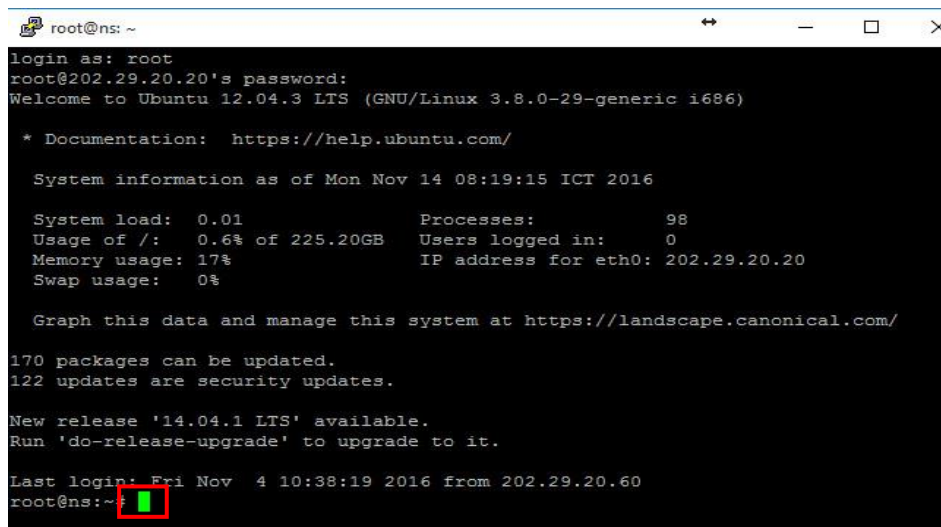 root@ns: ~
login as: root
root@202.29.20.20's password:
Welcome to Ubuntu 12.04.3 LTS (GNU/Linux 3.8.0-29-generic i686)
* Documentation: https://help.ubuntu.com/
System information as of Mon Nov 14 08:19:15 ICT 2016
System load: 0.01 Processes: 98
Usage of /: 0.6% of 225.20GB Users logged in: 0
Memory usage: 17% IP address for eth0: 202.29.20.20
Swap usage: 0%
Graph this data and manage this system at https://landscape.canonical.com/
170 packages can be updated.
122 updates are security updates.
New release '14.04.1 LTS' available.
Run 'do-release-upgrade' to upgrade to it.
Last login: Fri Nov 4 10:38:19 2016 from 202.29.20.60
root@ns:~#